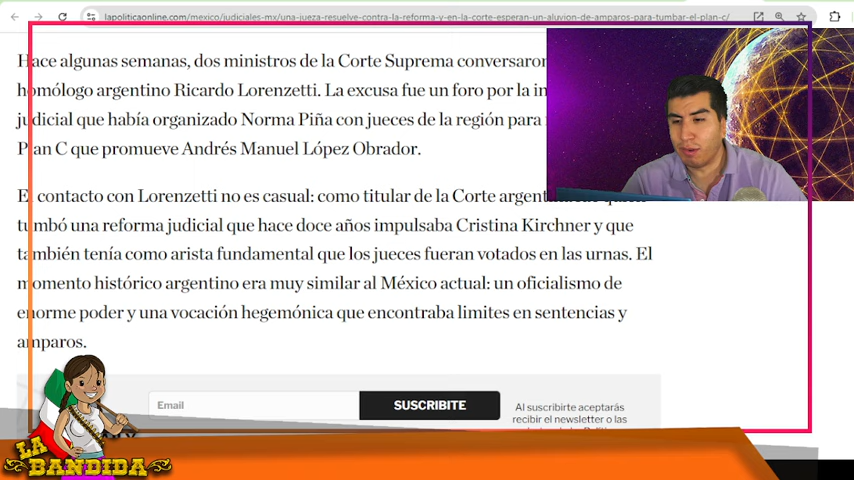 lapoliticaonline.com/mexico/judiciales-mx/una-jueza-resuelve-contra-la-reforma-y-en-la-corte-esperan-un-aluvion-de-amparos-para-tumbar-el-plan-c/
Hace algunas semanas, dos ministros de la Corte Suprema conversaron
homólogo argentino Ricardo Lorenzetti. La excusa fue un foro por la in
judicial que había organizado Norma Piña con jueces de la región para
Plan C que promueve Andrés Manuel López Obrador.
El contacto con Lorenzetti no es casual: como titular de la Corte
tumbó una reforma judicial que hace doce años impulsaba Cristina Kirchner y que
también tenía como arista fundamental que los jueces fueran votados en las urnas. El
momento histórico argentino era muy similar al México actual: un oficialismo de
enorme poder y una vocación hegemónica que encontraba limites en sentencias y
amparos.
Email
SUSCRIBITE
Al suscribirte aceptarás
recibir el newsletter o las
LA
BANDIDA